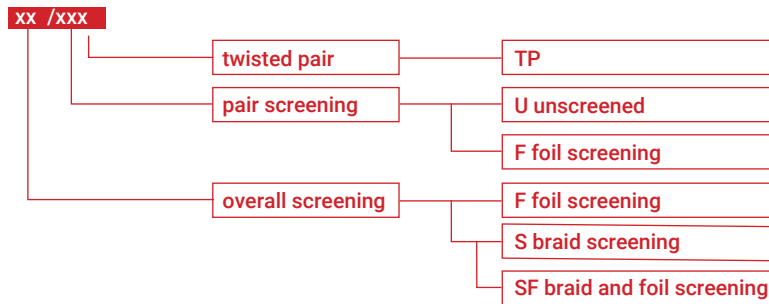 xx /xxx
twisted pair
TP
pair screening
U unscreened
F foil screening
overall screening
F foil screening
S braid screening
SF braid and foil screening